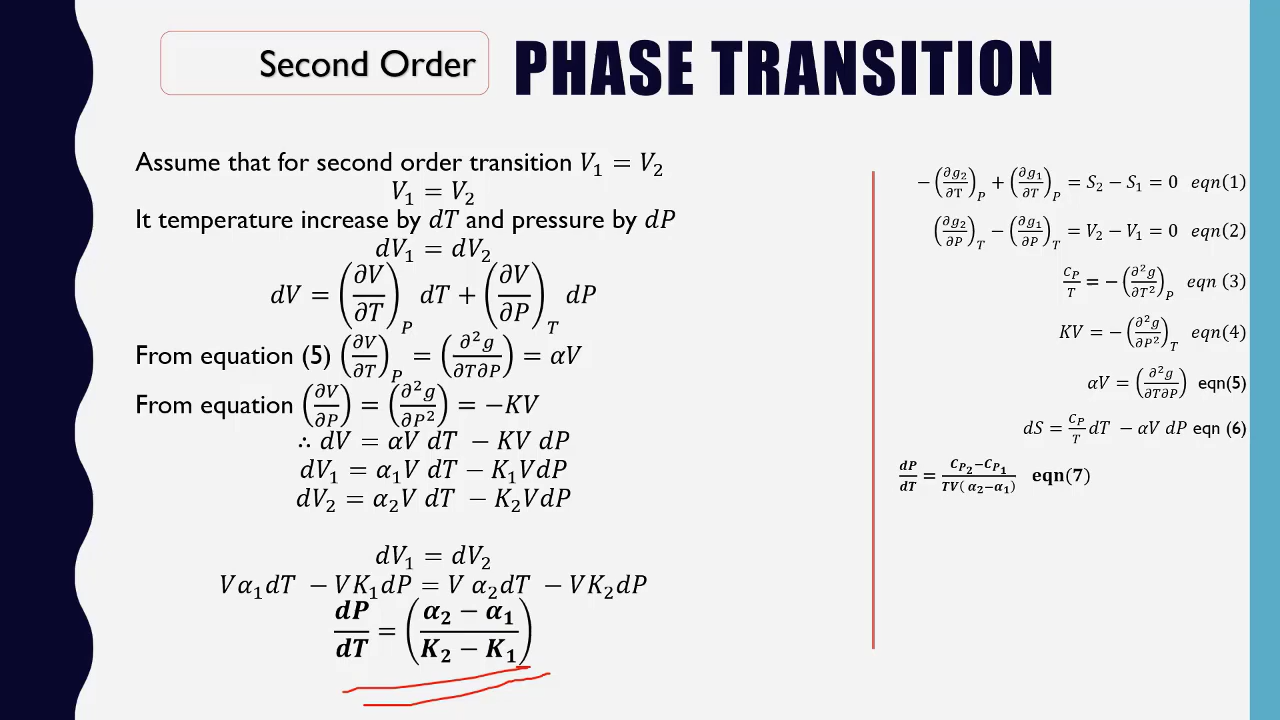 Second Order
PHASE TRANSITION
Assume that for second order transition V₁ = V₂
V₁ = V₂
It temperature increase by dT and pressure by dP
dV₁ = dV₂
dV = (∂V/∂T)_P dT + (∂V/∂P)_T dP
From equation (5) (∂V/∂T)_P = (∂²g/∂T∂P) = αV
From equation (∂V/∂P) = (∂²g/∂P²) = −KV
∴ dV = αV dT − KV dP
dV₁ = α₁V dT − K₁VdP
dV₂ = α₂V dT − K₂VdP
dV₁ = dV₂
Vα₁dT − VK₁dP = V α₂dT − VK₂dP
dP/dT = (α₂ − α₁ / K₂ − K₁)
−(∂g₂/∂T)_P + (∂g₁/∂T)_P = S₂ − S₁ = 0 eqn(1)
(∂g₂/∂P)_T − (∂g₁/∂P)_T = V₂ − V₁ = 0 eqn(2)
C_P/T = −(∂²g/∂T²)_P eqn (3)
KV = −(∂²g/∂P²)_T eqn(4)
αV = (∂²g/∂T∂P) eqn(5)
dS = C_P/T dT − αV dP eqn (6)
dP/dT = C_P₂−C_P₁ / TV( α₂−α₁) eqn(7)